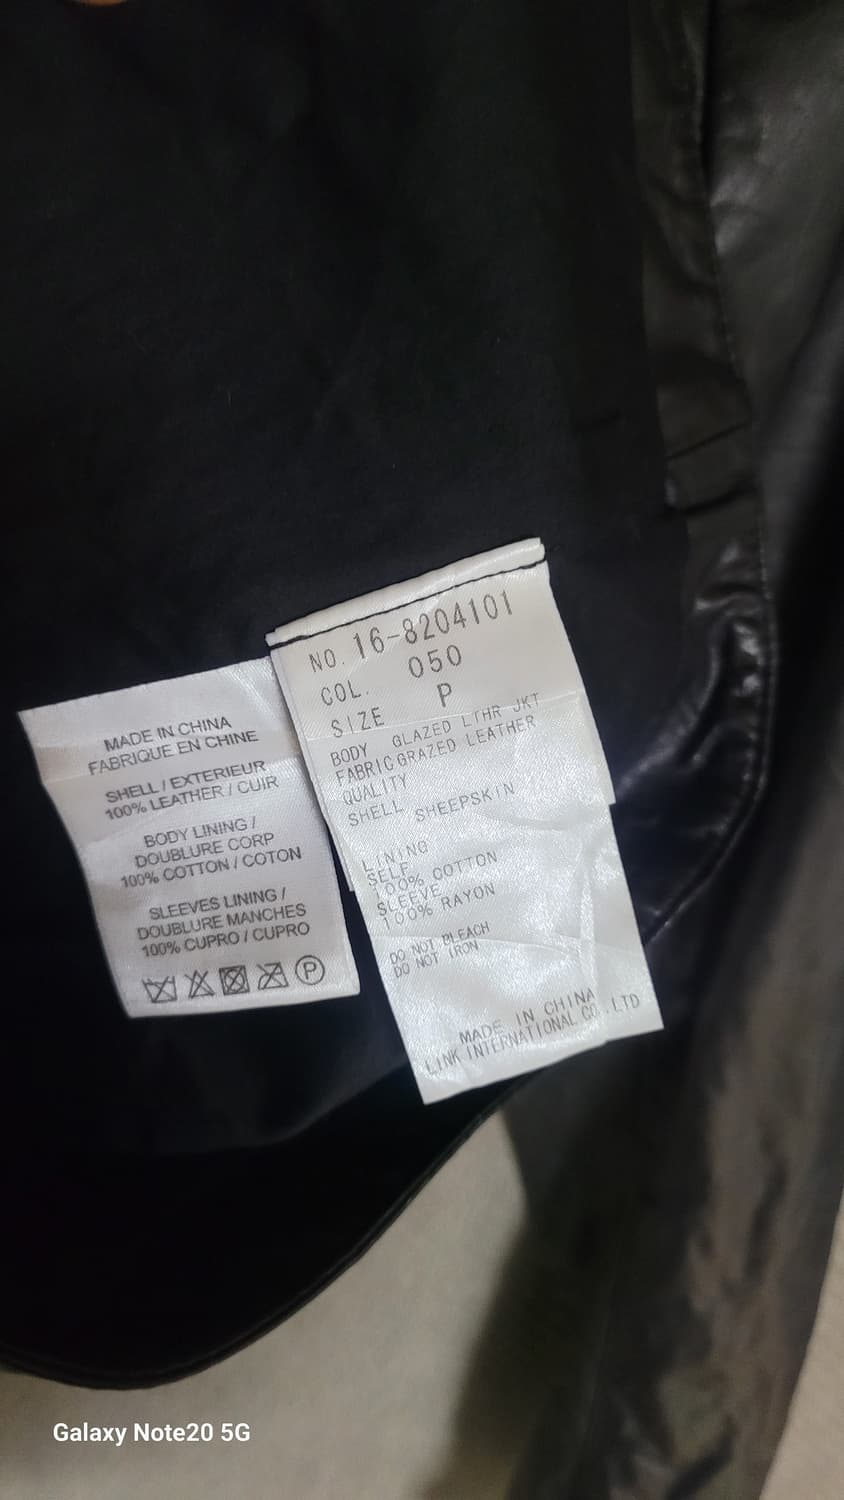 MADE IN CHINA
FABRIQUE EN CHINE
SHELL / EXTERIEUR
100% LEATHER / CUIR
BODY LINING /
DOUBLURE CORP
100% COTTON / COTON
SLEEVES LINING /
DOUBLURE MANCHES
100% CUPRO / CUPRO
P
NO. 16-8204101
COL. 050
SIZE P
BODY GLAZED LTHR JKT
FABRIC GRAZED LEATHER
QUALITY
SHELL SHEEPSKIN
LINING
SELF
100% COTTON
SLEEVE
100% RAYON
DO NOT BLEACH
DO NOT IRON
MADE IN CHINA
LINK INTERNATIONAL CO.,LTD
Galaxy Note20 5G